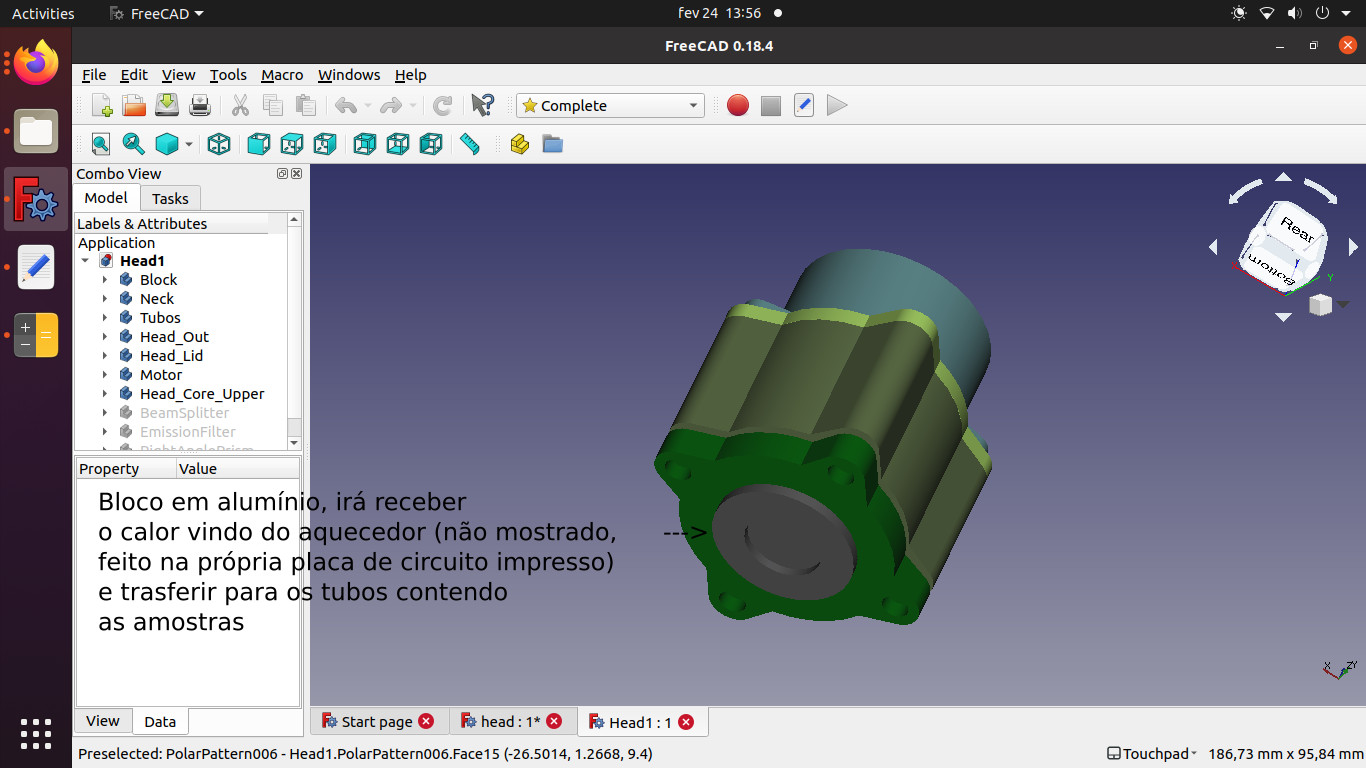 Activities
FreeCAD
fev 24 13:56
FreeCAD 0.18.4
File Edit View Tools Macro Windows Help
Complete
Combo View
Model Tasks
Labels & Attributes
Application
Head1
Block
Neck
Tubos
Head_Out
Head_Lid
Motor
Head_Core_Upper
BeamSplitter
EmissionFilter
RightAnglePrism
Property Value
Bloco em alumínio, irá receber
o calor vindo do aquecedor (não mostrado, --->
feito na própria placa de circuito impresso)
e trasferir para os tubos contendo
as amostras
Rear
Bottom
Y
X ZY
View Data
Start page head : 1* Head1 : 1
Preselected: PolarPattern006 - Head1.PolarPattern006.Face15 (-26.5014, 1.2668, 9.4) Touchpad 186,73 mm x 95,84 mm